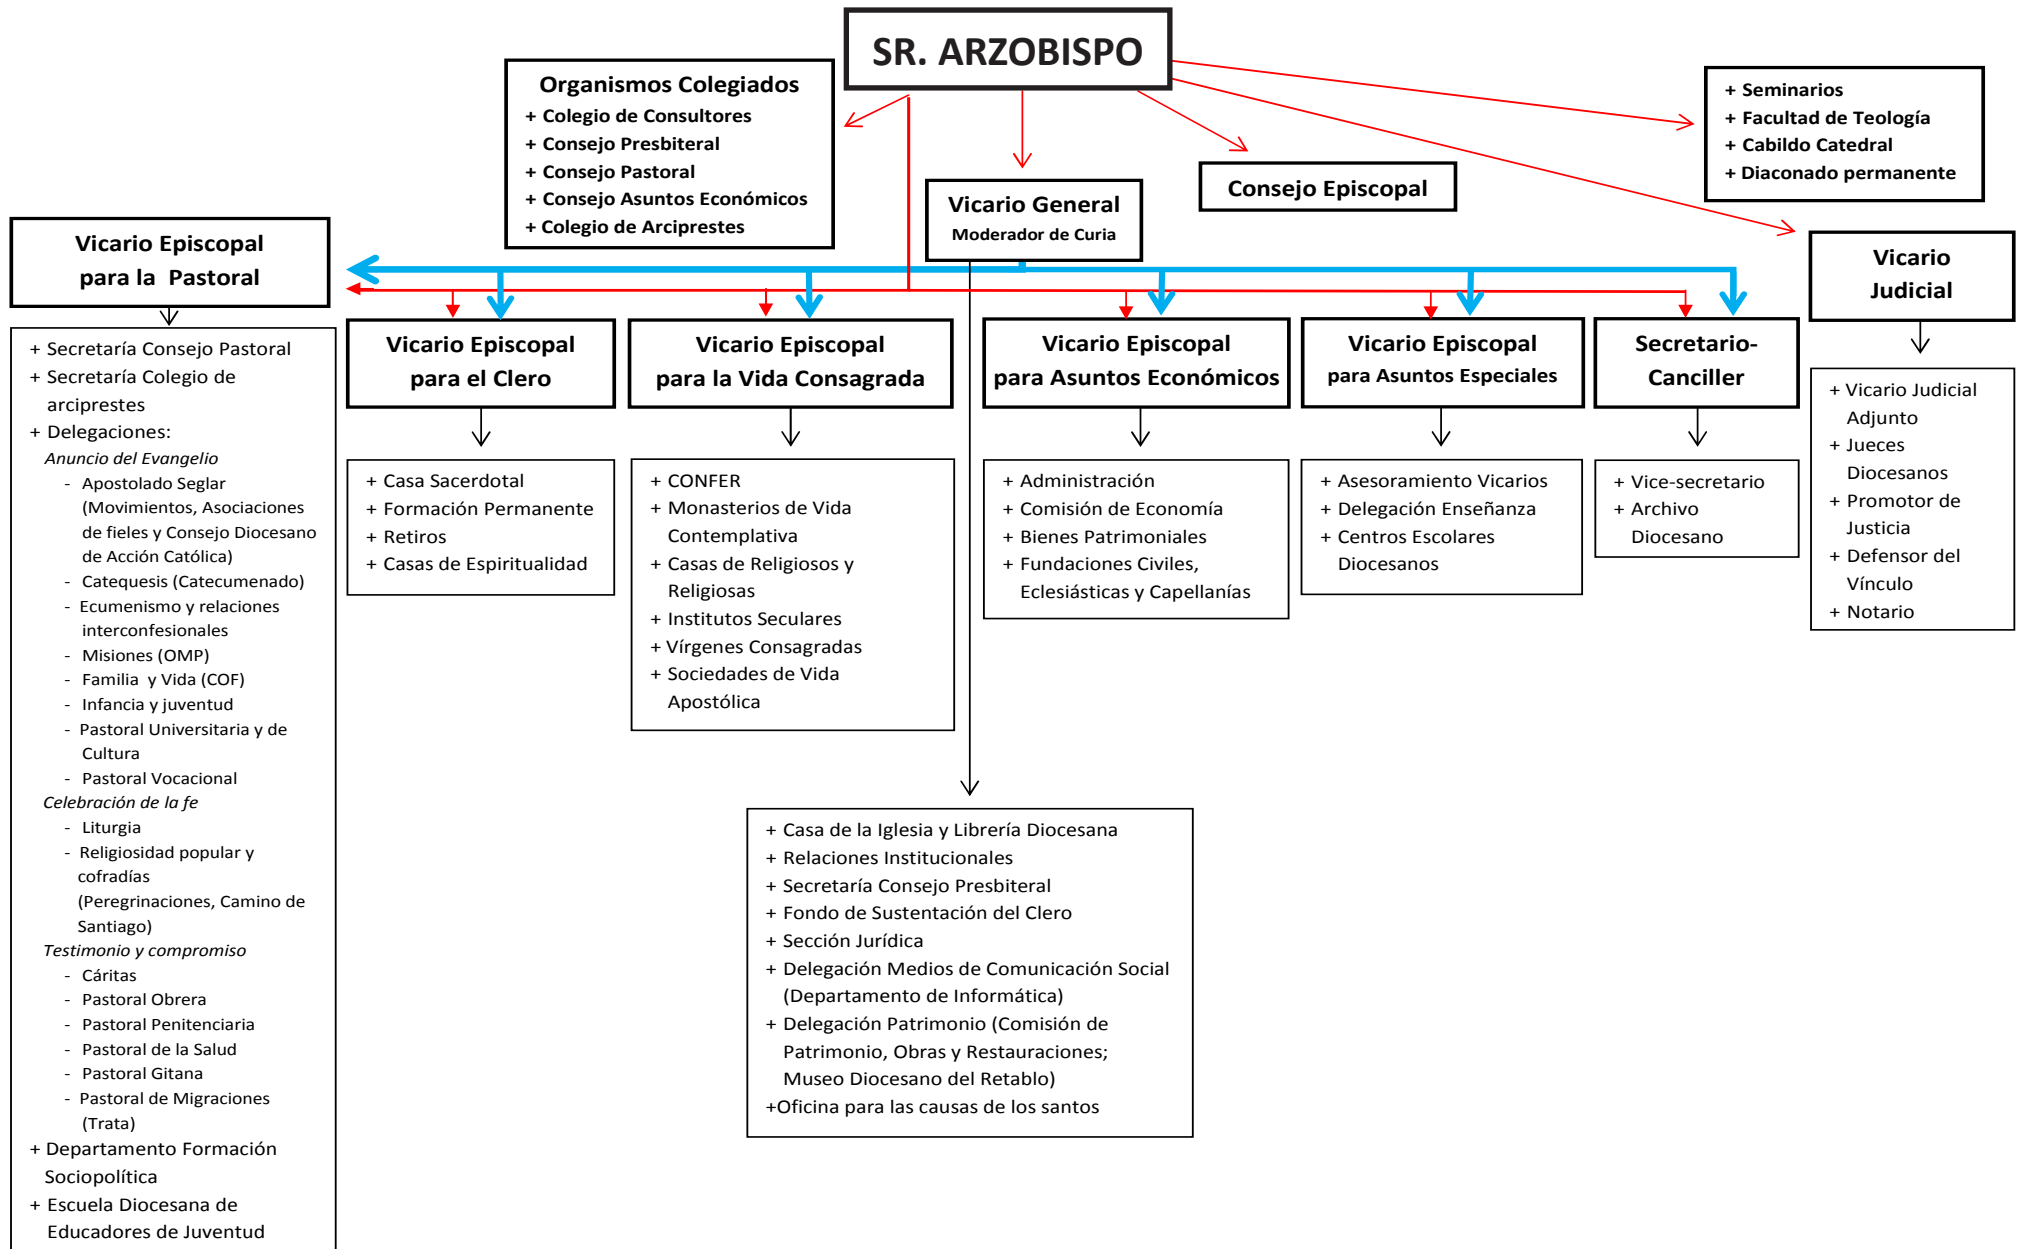 SR. ARZOBISPO
Organismos Colegiados
+ Colegio de Consultores
+ Consejo Presbiteral
+ Consejo Pastoral
+ Consejo Asuntos Económicos
+ Colegio de Arciprestes
+ Seminarios
+ Facultad de Teología
+ Cabildo Catedral
+ Diaconado permanente
Consejo Episcopal
Vicario General
Moderador de Curia
Vicario Episcopal
para la Pastoral
Vicario
Judicial
Vicario Episcopal
para el Clero
Vicario Episcopal
para la Vida Consagrada
Vicario Episcopal
para Asuntos Económicos
Vicario Episcopal
para Asuntos Especiales
Secretario-
Canciller
+ Secretaría Consejo Pastoral
+ Secretaría Colegio de
arciprestes
+ Delegaciones:
Anuncio del Evangelio
- Apostolado Seglar
(Movimientos, Asociaciones
de fieles y Consejo Diocesano
de Acción Católica)
- Catequesis (Catecumenado)
- Ecumenismo y relaciones
interconfesionales
- Misiones (OMP)
- Familia y Vida (COF)
- Infancia y juventud
- Pastoral Universitaria y de
Cultura
- Pastoral Vocacional
Celebración de la fe
- Liturgia
- Religiosidad popular y
cofradías
(Peregrinaciones, Camino de
Santiago)
Testimonio y compromiso
- Cáritas
- Pastoral Obrera
- Pastoral Penitenciaria
- Pastoral de la Salud
- Pastoral Gitana
- Pastoral de Migraciones
(Trata)
+ Departamento Formación
Sociopolítica
+ Escuela Diocesana de
Educadores de Juventud
+ Casa Sacerdotal
+ Formación Permanente
+ Retiros
+ Casas de Espiritualidad
+ CONFER
+ Monasterios de Vida
Contemplativa
+ Casas de Religiosos y
Religiosas
+ Institutos Seculares
+ Vírgenes Consagradas
+ Sociedades de Vida
Apostólica
+ Administración
+ Comisión de Economía
+ Bienes Patrimoniales
+ Fundaciones Civiles,
Eclesiásticas y Capellanías
+ Asesoramiento Vicarios
+ Delegación Enseñanza
+ Centros Escolares
Diocesanos
+ Vice-secretario
+ Archivo
Diocesano
+ Vicario Judicial
Adjunto
+ Jueces
Diocesanos
+ Promotor de
Justicia
+ Defensor del
Vínculo
+ Notario
+ Casa de la Iglesia y Librería Diocesana
+ Relaciones Institucionales
+ Secretaría Consejo Presbiteral
+ Fondo de Sustentación del Clero
+ Sección Jurídica
+ Delegación Medios de Comunicación Social
(Departamento de Informática)
+ Delegación Patrimonio (Comisión de
Patrimonio, Obras y Restauraciones;
Museo Diocesano del Retablo)
+Oficina para las causas de los santos